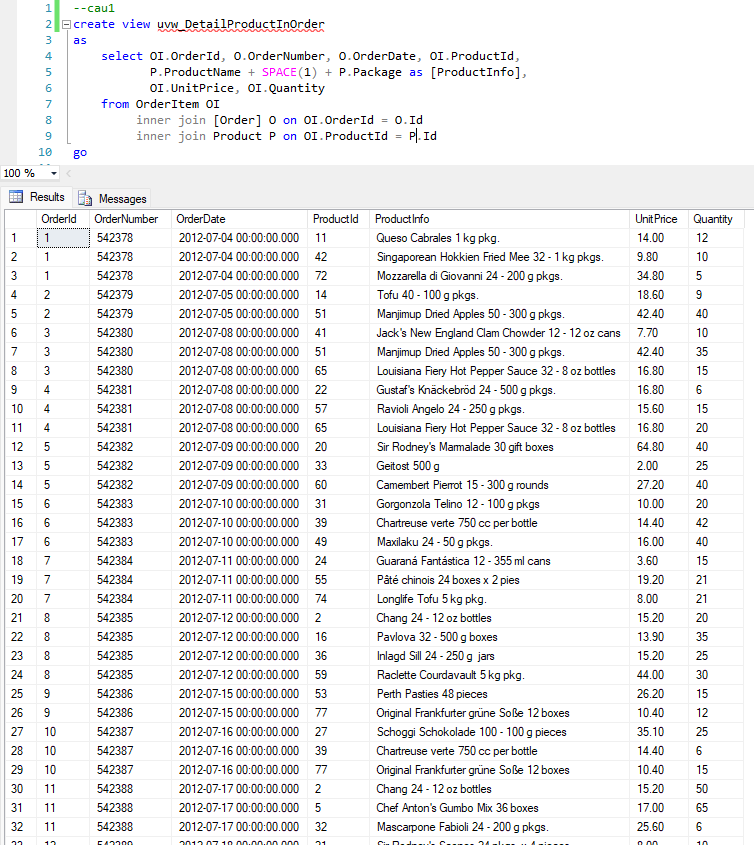 1 --cau1
2 create view uvw_DetailProductInOrder
3 as
4 select OI.OrderId, O.OrderNumber, O.OrderDate, OI.ProductId,
5 P.ProductName + SPACE(1) + P.Package as [ProductInfo],
6 OI.UnitPrice, OI.Quantity
7 from OrderItem OI
8 inner join [Order] O on OI.OrderId = O.Id
9 inner join Product P on OI.ProductId = P.Id
10 go
100 %
Results Messages
OrderId OrderNumber OrderDate ProductId ProductInfo UnitPrice Quantity
1 1 542378 2012-07-04 00:00:00.000 11 Queso Cabrales 1 kg pkg. 14.00 12
2 1 542378 2012-07-04 00:00:00.000 42 Singaporean Hokkien Fried Mee 32 - 1 kg pkgs. 9.80 10
3 1 542378 2012-07-04 00:00:00.000 72 Mozzarella di Giovanni 24 - 200 g pkgs. 34.80 5
4 2 542379 2012-07-05 00:00:00.000 14 Tofu 40 - 100 g pkgs. 18.60 9
5 2 542379 2012-07-05 00:00:00.000 51 Manjimup Dried Apples 50 - 300 g pkgs. 42.40 40
6 3 542380 2012-07-08 00:00:00.000 41 Jack's New England Clam Chowder 12 - 12 oz cans 7.70 10
7 3 542380 2012-07-08 00:00:00.000 51 Manjimup Dried Apples 50 - 300 g pkgs. 42.40 35
8 3 542380 2012-07-08 00:00:00.000 65 Louisiana Fiery Hot Pepper Sauce 32 - 8 oz bottles 16.80 15
9 4 542381 2012-07-08 00:00:00.000 22 Gustaf's Knäckebröd 24 - 500 g pkgs. 16.80 6
10 4 542381 2012-07-08 00:00:00.000 57 Ravioli Angelo 24 - 250 g pkgs. 15.60 15
11 4 542381 2012-07-08 00:00:00.000 65 Louisiana Fiery Hot Pepper Sauce 32 - 8 oz bottles 16.80 20
12 5 542382 2012-07-09 00:00:00.000 20 Sir Rodney's Marmalade 30 gift boxes 64.80 40
13 5 542382 2012-07-09 00:00:00.000 33 Geitost 500 g 2.00 25
14 5 542382 2012-07-09 00:00:00.000 60 Camembert Pierrot 15 - 300 g rounds 27.20 40
15 6 542383 2012-07-10 00:00:00.000 31 Gorgonzola Telino 12 - 100 g pkgs 10.00 20
16 6 542383 2012-07-10 00:00:00.000 39 Chartreuse verte 750 cc per bottle 14.40 42
17 6 542383 2012-07-10 00:00:00.000 49 Maxilaku 24 - 50 g pkgs. 16.00 40
18 7 542384 2012-07-11 00:00:00.000 24 Guaraná Fantástica 12 - 355 ml cans 3.60 15
19 7 542384 2012-07-11 00:00:00.000 55 Pâté chinois 24 boxes x 2 pies 19.20 21
20 7 542384 2012-07-11 00:00:00.000 74 Longlife Tofu 5 kg pkg. 8.00 21
21 8 542385 2012-07-12 00:00:00.000 2 Chang 24 - 12 oz bottles 15.20 20
22 8 542385 2012-07-12 00:00:00.000 16 Pavlova 32 - 500 g boxes 13.90 35
23 8 542385 2012-07-12 00:00:00.000 36 Inlagd Sill 24 - 250 g jars 15.20 25
24 8 542385 2012-07-12 00:00:00.000 59 Raclette Courdavault 5 kg pkg. 44.00 30
25 9 542386 2012-07-15 00:00:00.000 53 Perth Pasties 48 pieces 26.20 15
26 9 542386 2012-07-15 00:00:00.000 77 Original Frankfurter grüne Soße 12 boxes 10.40 12
27 10 542387 2012-07-16 00:00:00.000 27 Schoggi Schokolade 100 - 100 g pieces 35.10 25
28 10 542387 2012-07-16 00:00:00.000 39 Chartreuse verte 750 cc per bottle 14.40 6
29 10 542387 2012-07-16 00:00:00.000 77 Original Frankfurter grüne Soße 12 boxes 10.40 15
30 11 542388 2012-07-17 00:00:00.000 2 Chang 24 - 12 oz bottles 15.20 50
31 11 542388 2012-07-17 00:00:00.000 5 Chef Anton's Gumbo Mix 36 boxes 17.00 65
32 11 542388 2012-07-17 00:00:00.000 32 Mascarpone Fabioli 24 - 200 g pkgs. 25.60 6